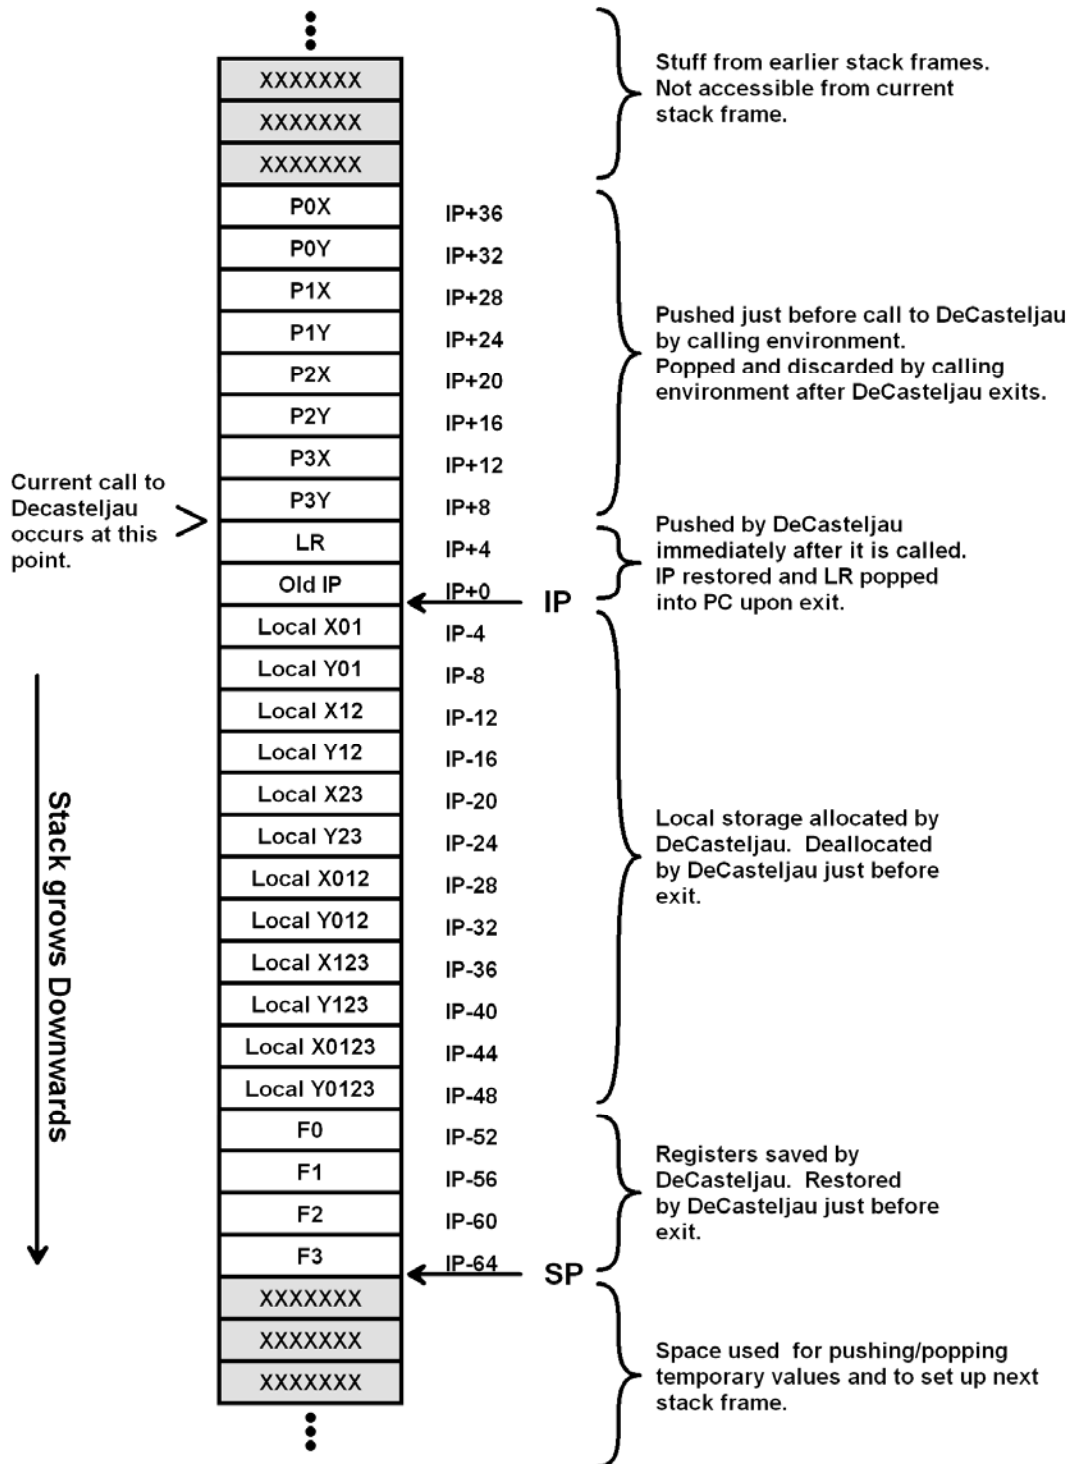 Stuff from earlier stack frames.
Not accessible from current
stack frame.
XXXXXXX
XXXXXXX
XXXXXXX
P0X IP+36
P0Y IP+32
P1X IP+28
P1Y IP+24
P2X IP+20
P2Y IP+16
P3X IP+12
P3Y IP+8
LR IP+4
Old IP IP+0
IP
Pushed just before call to DeCasteljau
by calling environment.
Popped and discarded by calling
environment after DeCasteljau exits.
Current call to
Decasteljau
occurs at this
point.
Pushed by DeCasteljau
immediately after it is called.
IP restored and LR popped
into PC upon exit.
Local X01 IP-4
Local Y01 IP-8
Local X12 IP-12
Local Y12 IP-16
Local X23 IP-20
Local Y23 IP-24
Local X012 IP-28
Local Y012 IP-32
Local X123 IP-36
Local Y123 IP-40
Local X0123 IP-44
Local Y0123 IP-48
Local storage allocated by
DeCasteljau. Deallocated
by DeCasteljau just before
exit.
Stack grows Downwards
F0 IP-52
F1 IP-56
F2 IP-60
F3 IP-64
SP
Registers saved by
DeCasteljau. Restored
by DeCasteljau just before
exit.
XXXXXXX
XXXXXXX
XXXXXXX
Space used for pushing/popping
temporary values and to set up next
stack frame.